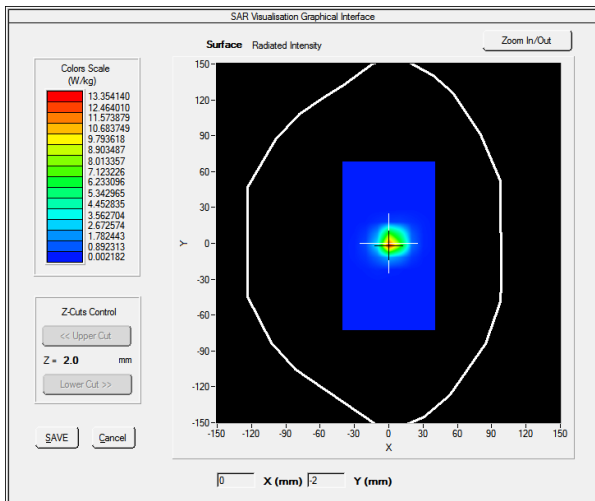 SAR Visualisation Graphical Interface
Surface Radiated Intensity
Zoom In/Out
Colors Scale
(W/kg)
13.354140
12.464010
11.573879
10.683749
9.793618
8.903487
8.013357
7.123226
6.233096
5.342965
4.452835
3.562704
2.672574
1.782443
0.892313
0.002182
Z-Cuts Control
<< Upper Cut
Z = 2.0 mm
Lower Cut >>
SAVE Cancel
150
120
90
60
30
0
-30
-60
-90
-120
-150
Y
-150 -120 -90 -60 -30 0 30 60 90 120 150
X
0 X (mm) -2 Y (mm)